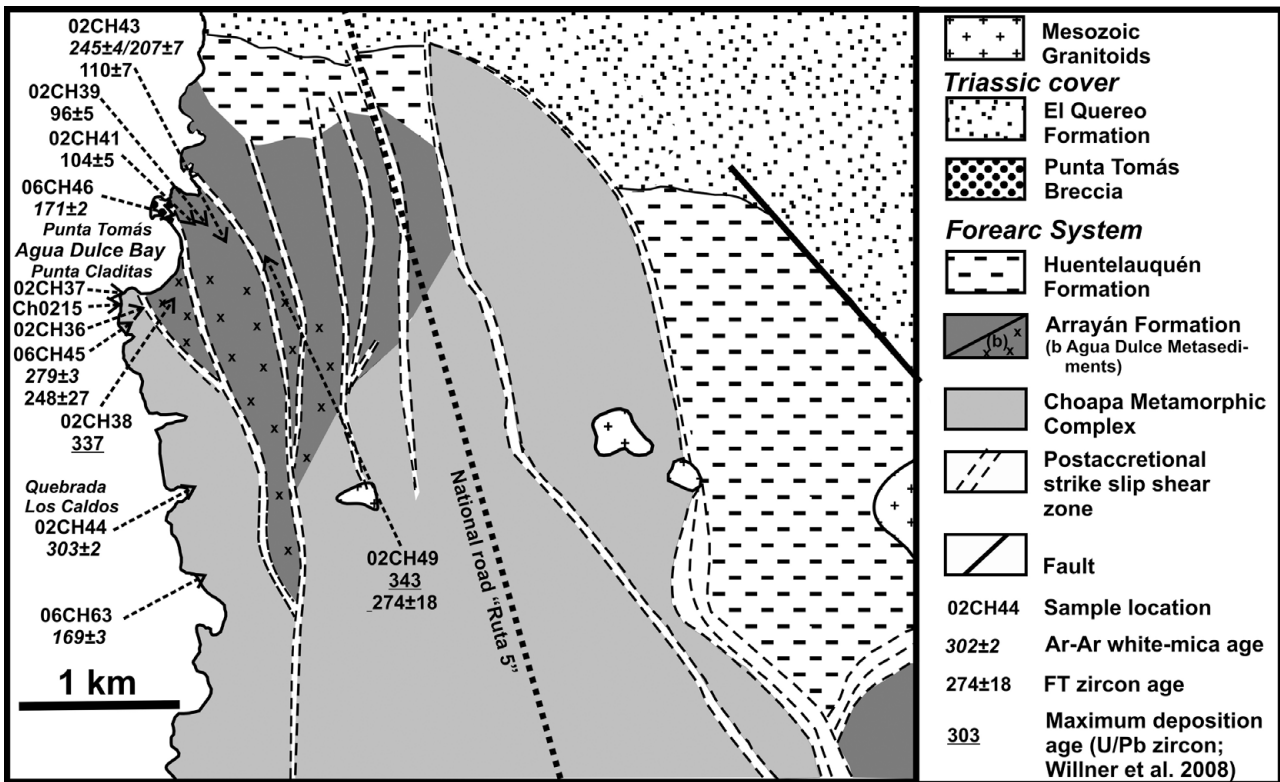 02CH43
245±4/207±7
110±7
02CH39
96±5
02CH41
104±5
06CH46
171±2
Punta Tomás
Agua Dulce Bay
Punta Claditas
02CH37
Ch0215
02CH36
06CH45
279±3
248±27
02CH38
337
Quebrada
Los Caldos
02CH44
303±2
06CH63
169±3
1 km
02CH49
343
274±18
National road "Ruta 5"
Mesozoic
Granitoids
Triassic cover
El Quereo
Formation
Punta Tomás
Breccia
Forearc System
Huentelauquén
Formation
(b)
Arrayán Formation
(b Agua Dulce Metasedi-
ments)
Choapa Metamorphic
Complex
Postaccretional
strike slip shear
zone
Fault
02CH44 Sample location
302±2 Ar-Ar white-mica age
274±18 FT zircon age
303 Maximum deposition
age (U/Pb zircon;
Willner et al. 2008)